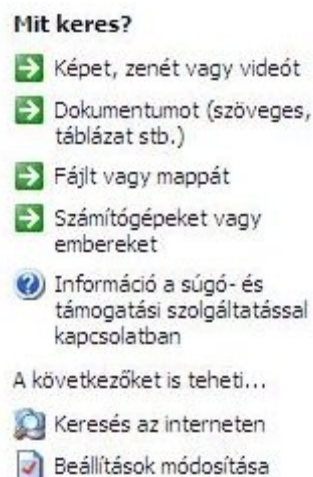 Mit keres?
Képet, zenét vagy videót
Dokumentumot (szöveges,
táblázat stb.)
Fájlt vagy mappát
Számítógépeket vagy
embereket
Információ a súgó- és
támogatási szolgáltatással
kapcsolatban
A következőket is teheti...
Keresés az interneten
Beállítások módosítása